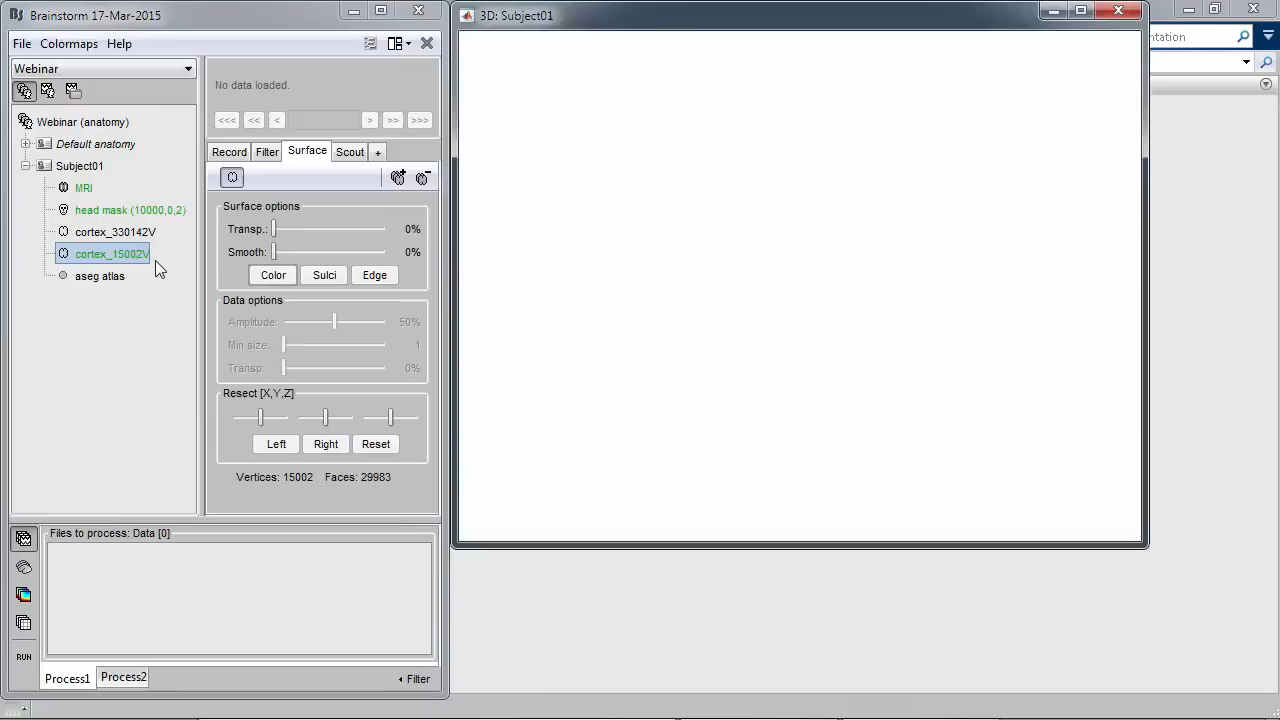 Brainstorm 17-Mar-2015
3D: Subject01
File Colormaps Help
ntation
Webinar
No data loaded.
<<< << < > >> >>>
Webinar (anatomy)
Default anatomy
Subject01
MRI
head mask (10000,0,2)
cortex_330142V
cortex_15002V
aseg atlas
Record Filter Surface Scout +
Surface options
Transp.: 0%
Smooth: 0%
Color Sulci Edge
Data options
Amplitude: 50%
Min size: 1
Transp: 0%
Resect [X,Y,Z]
Left Right Reset
Vertices: 15002 Faces: 29983
Files to process: Data [0]
RUN
Process1 Process2 Filter